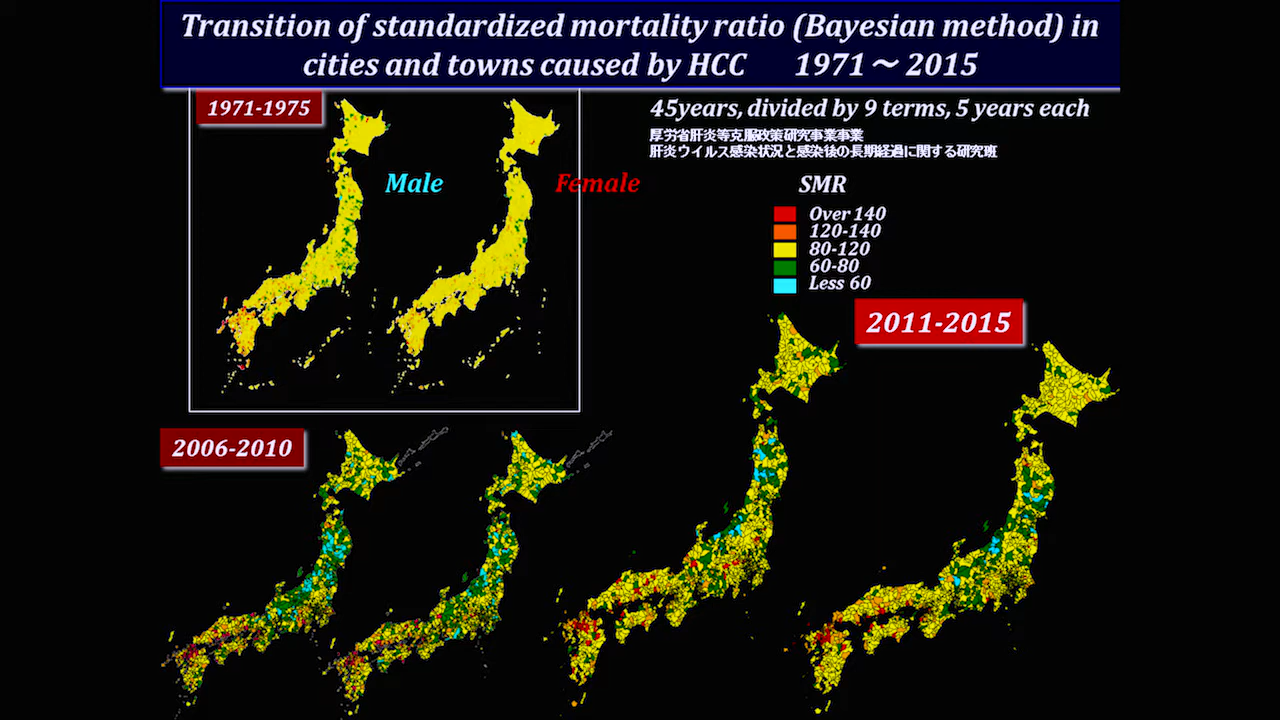 Transition of standardized mortality ratio (Bayesian method) in
cities and towns caused by HCC 1971～2015
1971-1975
45years, divided by 9 terms, 5 years each
厚労省肝炎等克服政策研究事業事業
肝炎ウイルス感染状況と感染後の長期経過に関する研究班
Male
Female
SMR
Over 140
120-140
80-120
60-80
Less 60
2011-2015
2006-2010